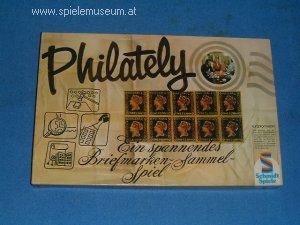 © www.spielemuseum.at
Philately
Ein spannendes
Briefmarken-Sammel-
Spiel
Schmidt
Spiele